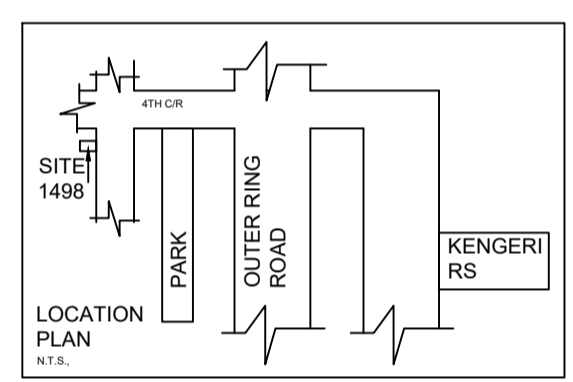 4TH C/R
SITE
1498
PARK
OUTER RING
ROAD
KENGERI
RS
LOCATION
PLAN
N.T.S.,